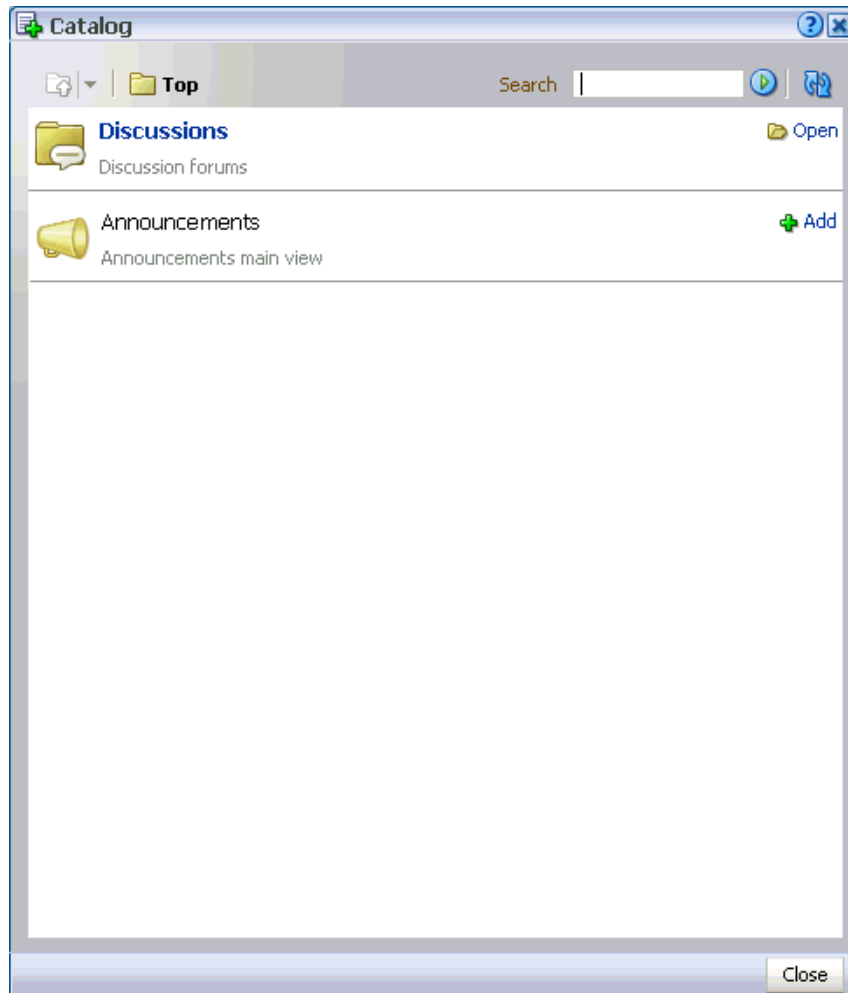 Catalog
Top Search
Discussions Open
Discussion forums
Announcements Add
Announcements main view
Close